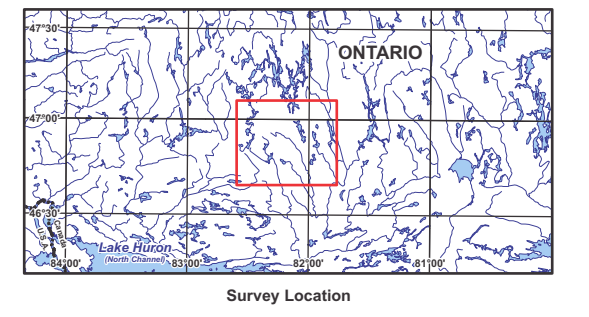 47°30'
ONTARIO
47°00'
46°30'
Canada
U.S.A.
Lake Huron
(North Channel)
84°00'
83°00'
82°00'
81°00'
Survey Location